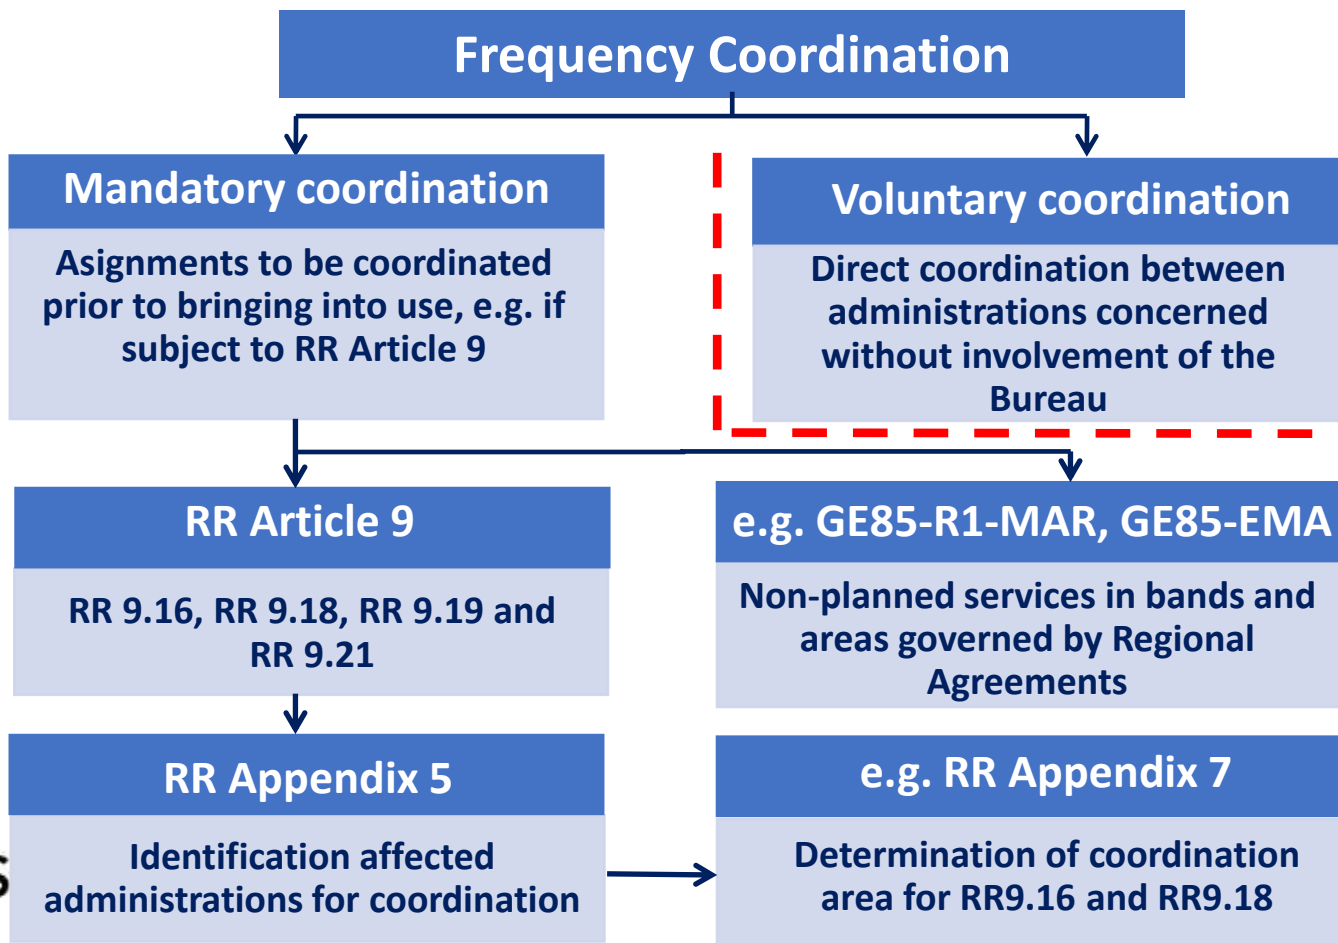 Frequency Coordination
Mandatory coordination
Asignments to be coordinated
prior to bringing into use, e.g. if
subject to RR Article 9
Voluntary coordination
Direct coordination between
administrations concerned
without involvement of the
Bureau
RR Article 9
RR 9.16, RR 9.18, RR 9.19 and
RR 9.21
e.g. GE85-R1-MAR, GE85-EMA
Non-planned services in bands and
areas governed by Regional
Agreements
RR Appendix 5
Identification affected
administrations for coordination
e.g. RR Appendix 7
Determination of coordination
area for RR9.16 and RR9.18